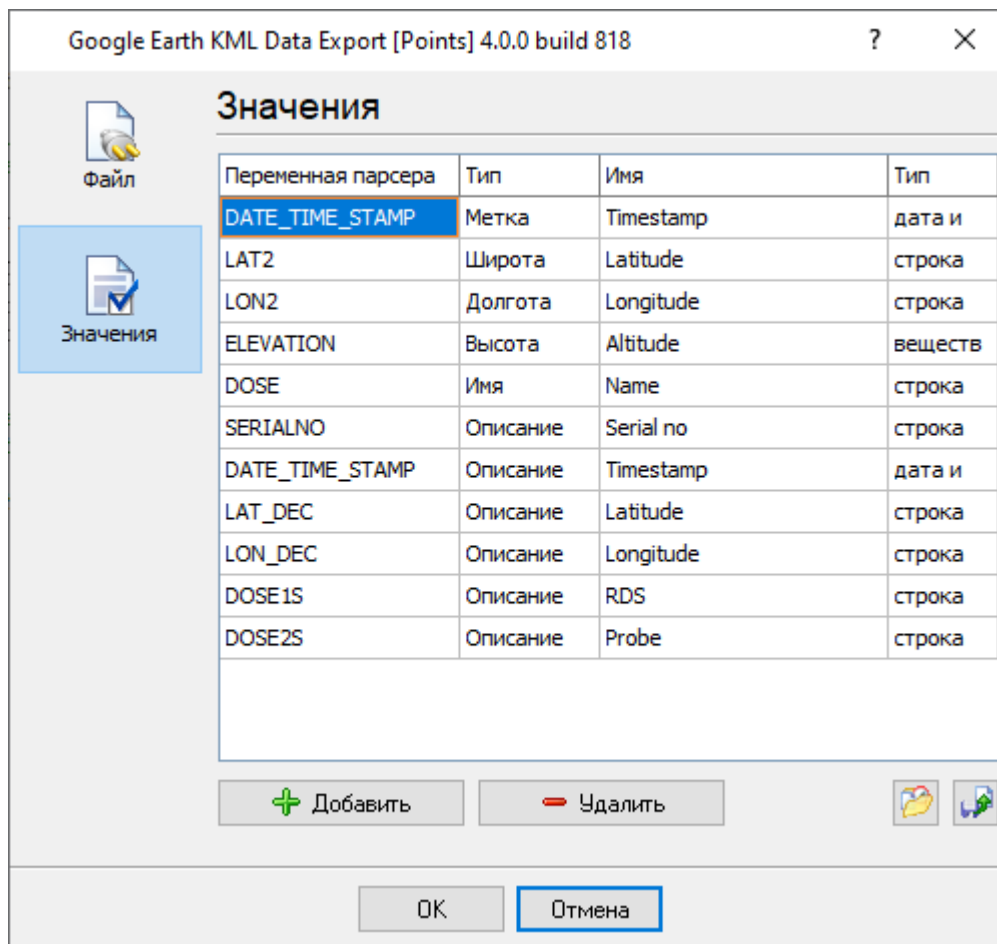 Google Earth KML Data Export [Points] 4.0.0 build 818 ?
Файл
Значения
Значения
Переменная парсера Тип Имя Тип
DATE_TIME_STAMP Метка Timestamp дата и
LAT2 Широта Latitude строка
LON2 Долгота Longitude строка
ELEVATION Высота Altitude веществ
DOSE Имя Name строка
SERIALNO Описание Serial no строка
DATE_TIME_STAMP Описание Timestamp дата и
LAT_DEC Описание Latitude строка
LON_DEC Описание Longitude строка
DOSE1S Описание RDS строка
DOSE2S Описание Probe строка
Добавить Удалить
OK Отмена